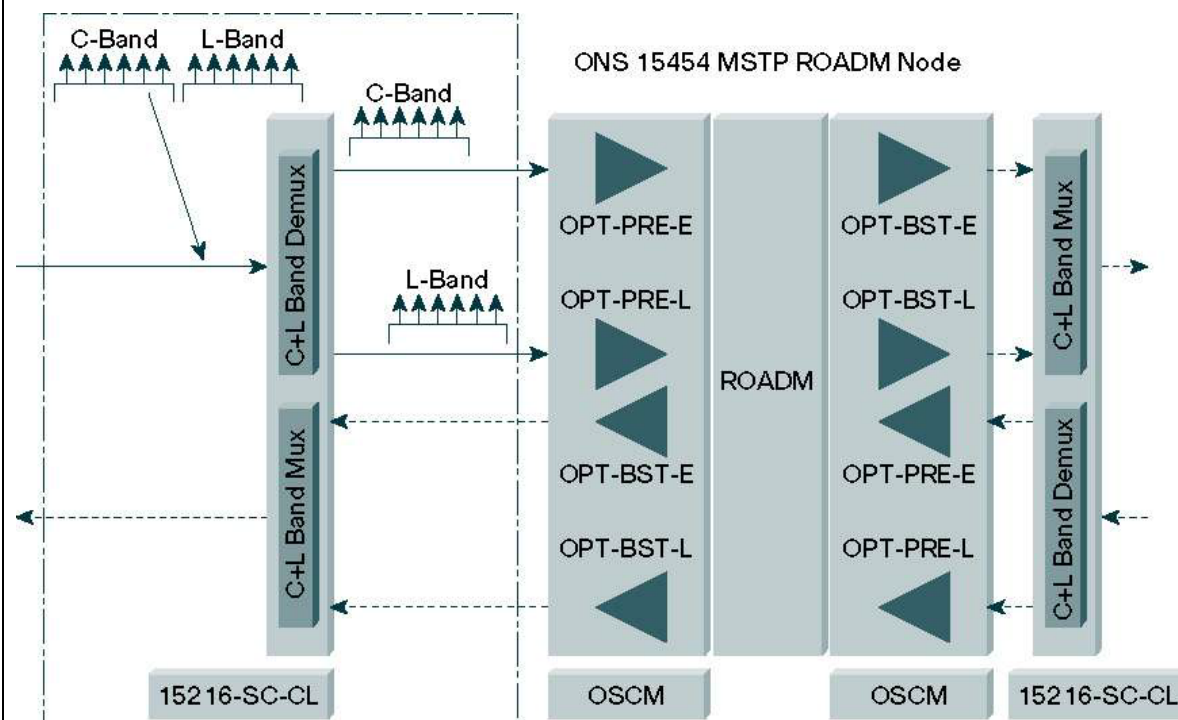 C-Band
L-Band
ONS 15454 MSTP ROADM Node
C-Band
C+L Band Demux
OPT-PRE-E
OPT-BST-E
C+L Band Mux
L-Band
OPT-PRE-L
OPT-BST-L
ROADM
C+L Band Mux
OPT-BST-E
OPT-PRE-E
C+L Band Demux
OPT-BST-L
OPT-PRE-L
15216-SC-CL
OSCM
OSCM
15216-SC-CL